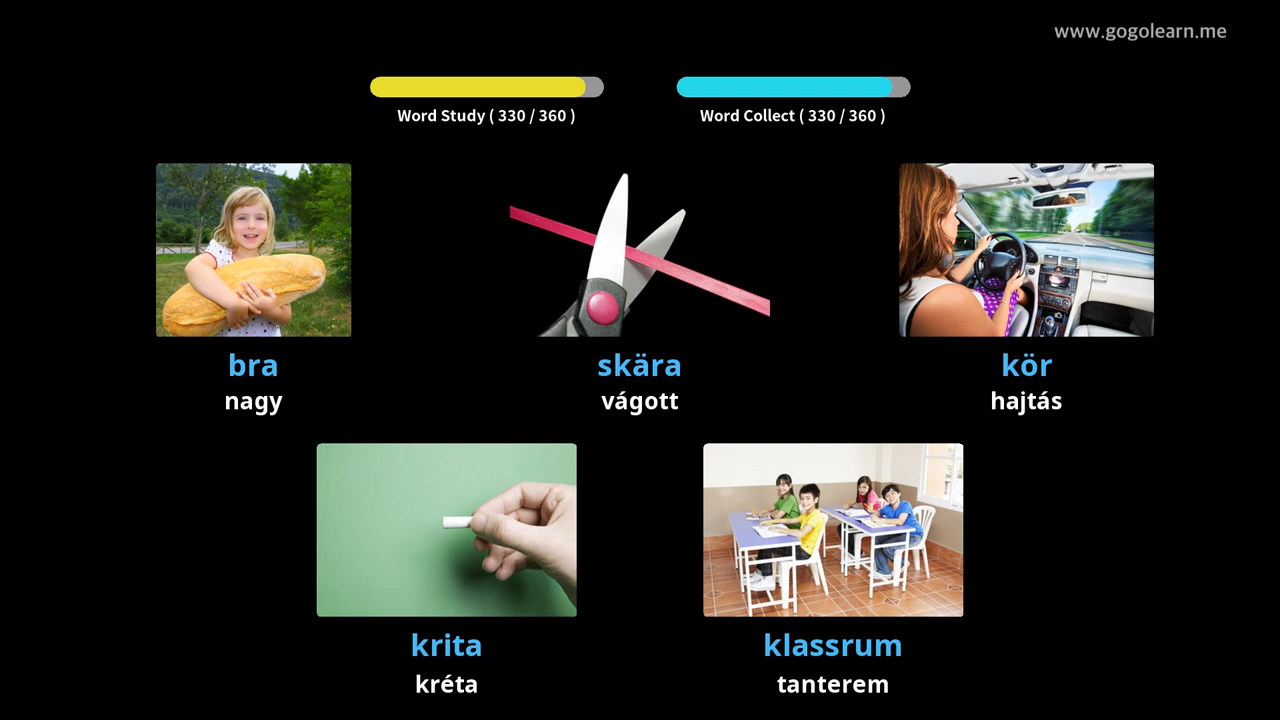 www.gogolearn.me
Word Study ( 330 / 360 )
Word Collect ( 330 / 360 )
bra
nagy
skära
vágott
kör
hajtás
krita
kréta
klassrum
tanterem